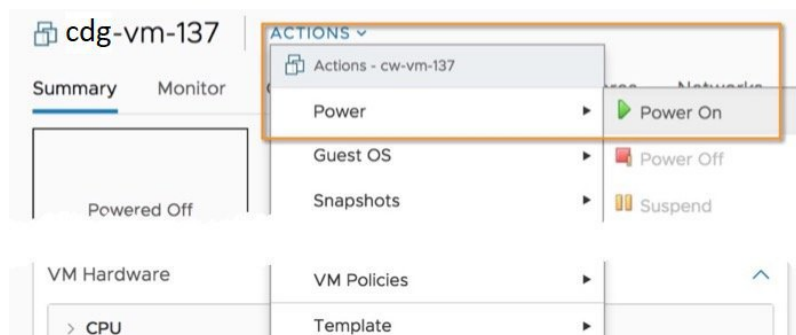 cdg-vm-137
ACTIONS
Actions - cw-vm-137
Summary Monitor
Networks
Power
Power On
Guest OS
Power Off
Snapshots
Suspend
Powered Off
VM Hardware
VM Policies
CPU
Template